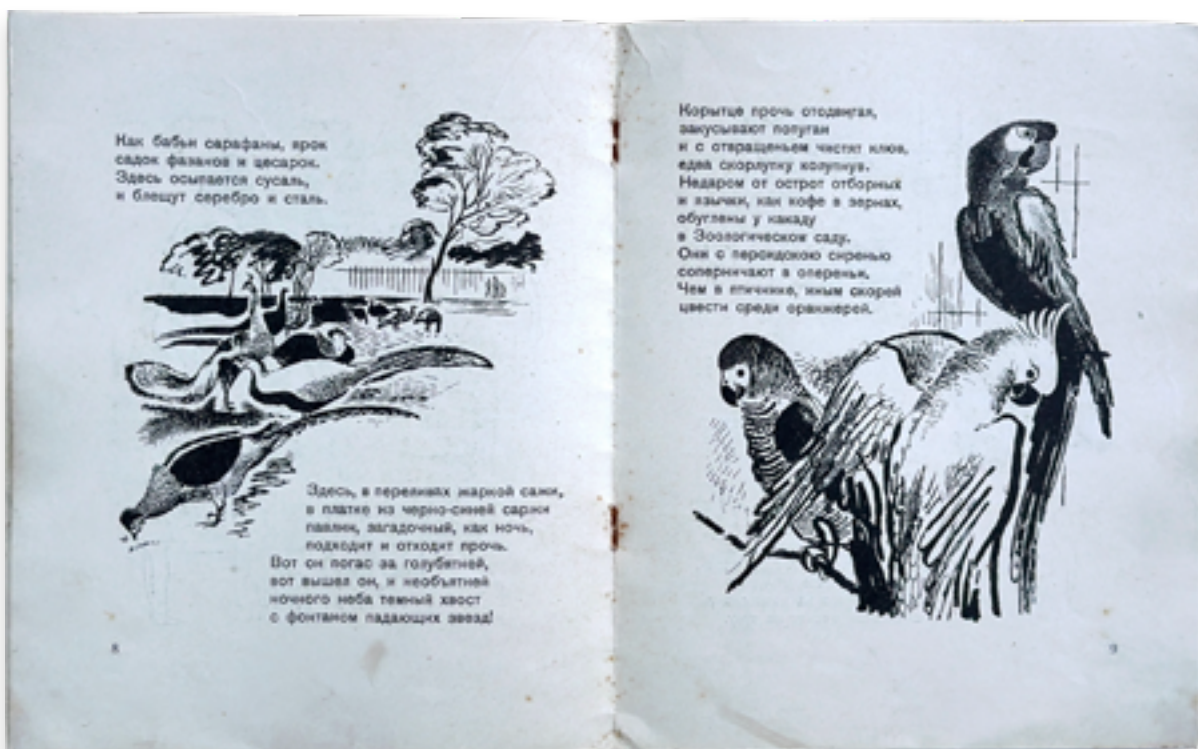 Как бабьи сарафаны, ярок
садок фазанов и цесарок.
Здесь осыпается сусаль,
и блещут серебро и сталь.
Здесь, в переливах жаркой сажи,
в платке из черно-синей саржи
павлин, загадочный, как ночь,
подходит и отходит прочь.
Вот он погас за голубятней,
вот вышел он, и необъятней
ночного неба темный хвост
с фонтаном падающих звезд!
8
Корытце прочь отодвигая,
закусывают попугаи
и с отвращеньем чистят клюв,
едва скорлупку колупнув.
Недаром от острот отборных
и язычки, как кофе в зернах,
обуглены у какаду
в Зоологическом саду.
Они с персидскою сиренью
соперничают в оперенье.
Чем в птичнике, иным скорей
цвести среди оранжерей.
9